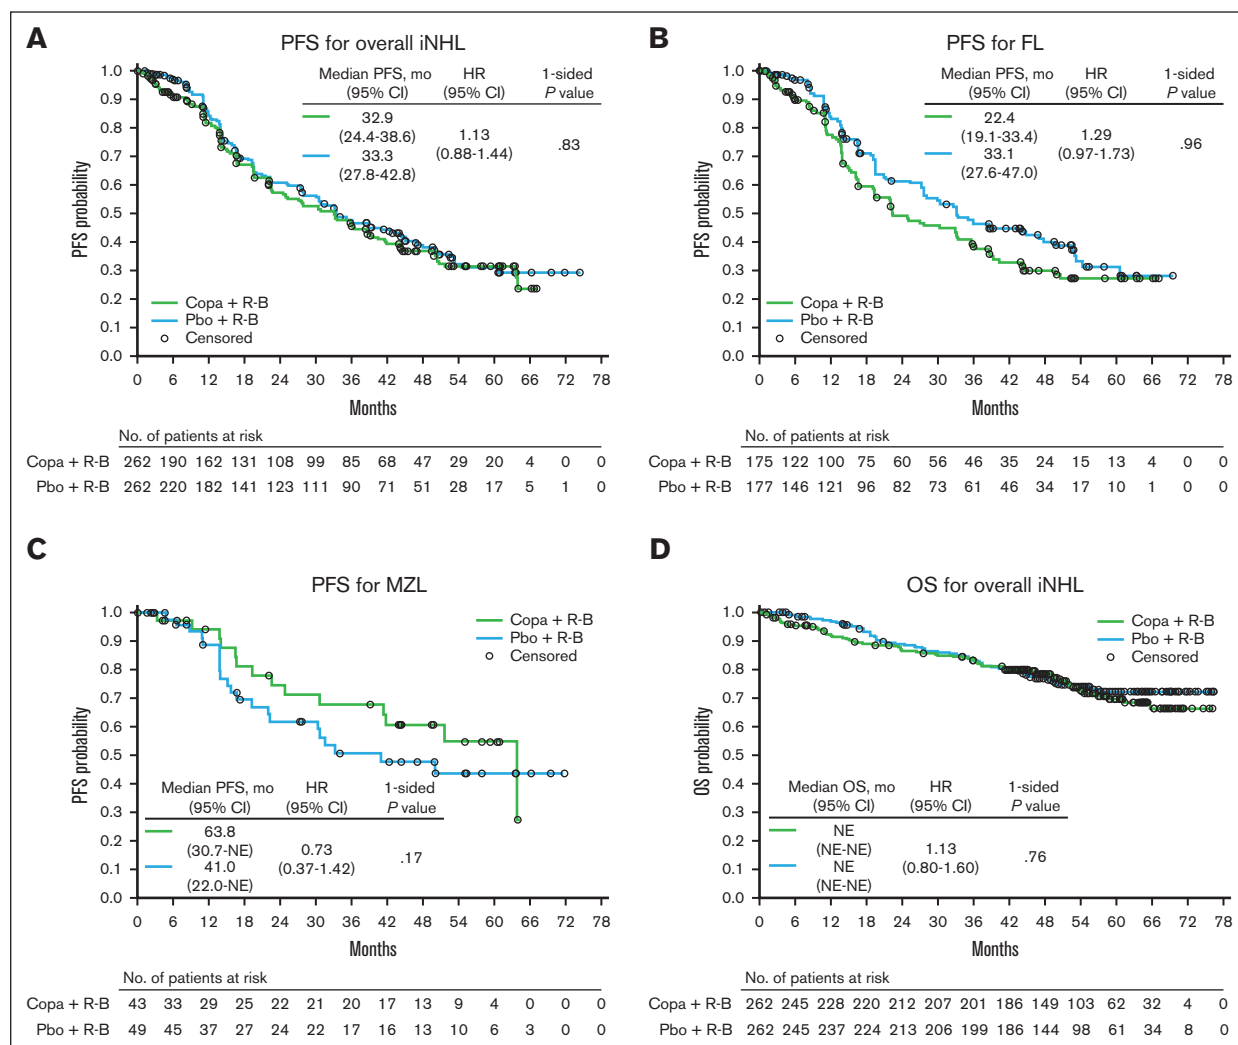 A
PFS for overall iNHL
Median PFS, mo HR 1-sided
(95% CI) (95% CI) P value
32.9
(24.4-38.6)
33.3
(27.8-42.8)
1.13
(0.88-1.44)
.83
PFS probability
1.0
0.9
0.8
0.7
0.6
0.5
0.4
0.3
0.2
0.1
0.0
Copa + R-B
Pbo + R-B
Censored
0 6 12 18 24 30 36 42 48 54 60 66 72 78
Months
No. of patients at risk
Copa + R-B 262 190 162 131 108 99 85 68 47 29 20 4 0 0
Pbo + R-B 262 220 182 141 123 111 90 71 51 28 17 5 1 0
B
PFS for FL
Median PFS, mo HR 1-sided
(95% CI) (95% CI) P value
22.4
(19.1-33.4)
33.1
(27.6-47.0)
1.29
(0.97-1.73)
.96
PFS probability
1.0
0.9
0.8
0.7
0.6
0.5
0.4
0.3
0.2
0.1
0.0
Copa + R-B
Pbo + R-B
Censored
0 6 12 18 24 30 36 42 48 54 60 66 72 78
Months
No. of patients at risk
Copa + R-B 175 122 100 75 60 56 46 35 24 15 13 4 0 0
Pbo + R-B 177 146 121 96 82 73 61 46 34 17 10 1 0 0
C
PFS for MZL
Copa + R-B
Pbo + R-B
Censored
PFS probability
1.0
0.9
0.8
0.7
0.6
0.5
0.4
0.3
0.2
0.1
0.0
Median PFS, mo HR 1-sided
(95% CI) (95% CI) P value
63.8
(30.7-NE)
41.0
(22.0-NE)
0.73
(0.37-1.42)
.17
0 6 12 18 24 30 36 42 48 54 60 66 72 78
Months
No. of patients at risk
Copa + R-B 43 33 29 25 22 21 20 17 13 9 4 0 0 0
Pbo + R-B 49 45 37 27 24 22 17 16 13 10 6 3 0 0
D
OS for overall iNHL
Copa + R-B
Pbo + R-B
Censored
OS probability
1.0
0.9
0.8
0.7
0.6
0.5
0.4
0.3
0.2
0.1
0.0
Median OS, mo HR 1-sided
(95% CI) (95% CI) P value
NE
(NE-NE)
NE
(NE-NE)
1.13
(0.80-1.60)
.76
0 6 12 18 24 30 36 42 48 54 60 66 72 78
Months
No. of patients at risk
Copa + R-B 262 245 228 220 212 207 201 186 149 103 62 32 4 0
Pbo + R-B 262 245 237 224 213 206 199 186 144 98 61 34 8 0